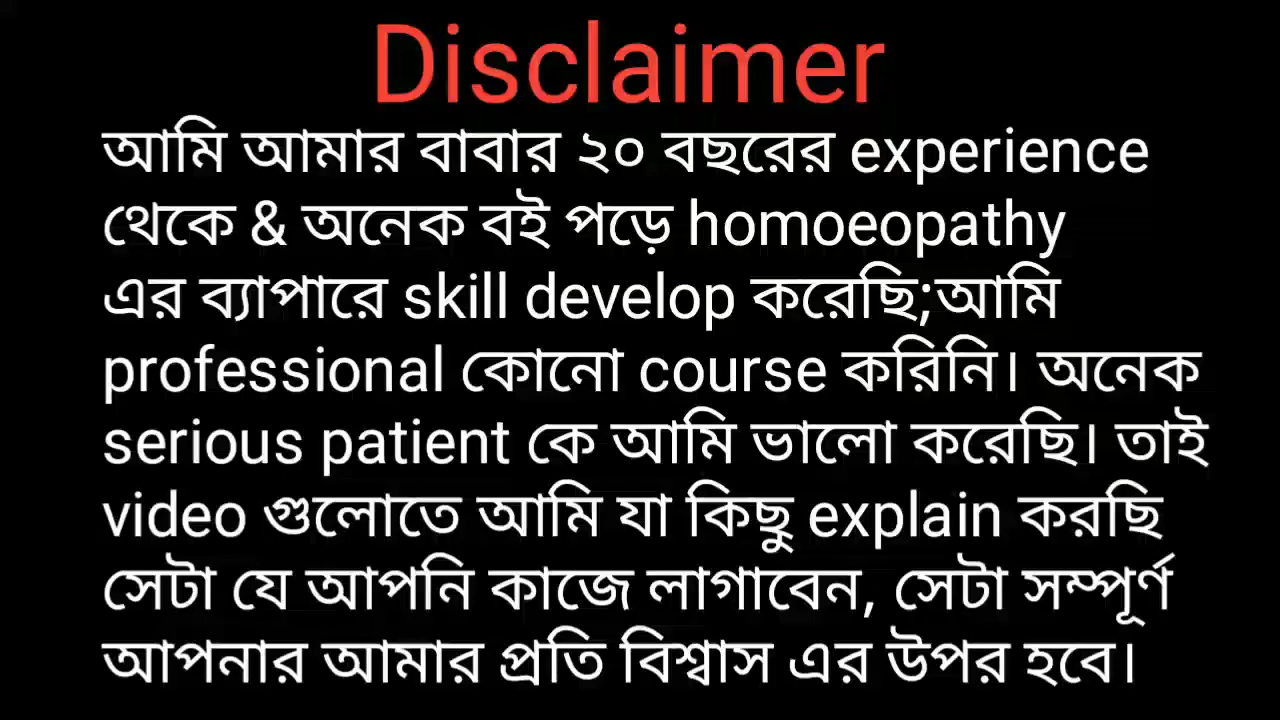 Disclaimer
আমি আমার বাবার ২০ বছরের experience
থেকে & অনেক বই পড়ে homoeopathy
এর ব্যাপারে skill develop করেছি;আমি
professional কোনো course করিনি। অনেক
serious patient কে আমি ভালো করেছি। তাই
video গুলোতে আমি যা কিছু explain করছি
সেটা যে আপনি কাজে লাগাবেন, সেটা সম্পূর্ণ
আপনার আমার প্রতি বিশ্বাস এর উপর হবে।